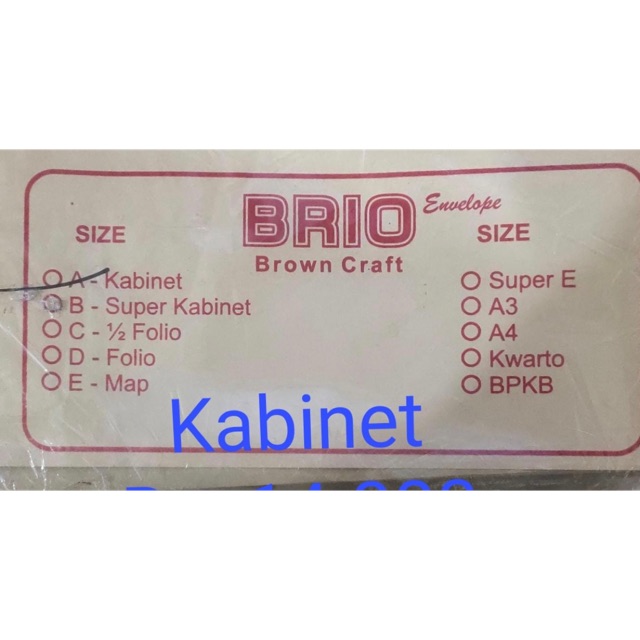 BRIO Envelope
Brown Craft
SIZE
A - Kabinet
B - Super Kabinet
C - ½ Folio
D - Folio
E - Map
SIZE
Super E
A3
A4
Kwarto
BPKB
Kabinet